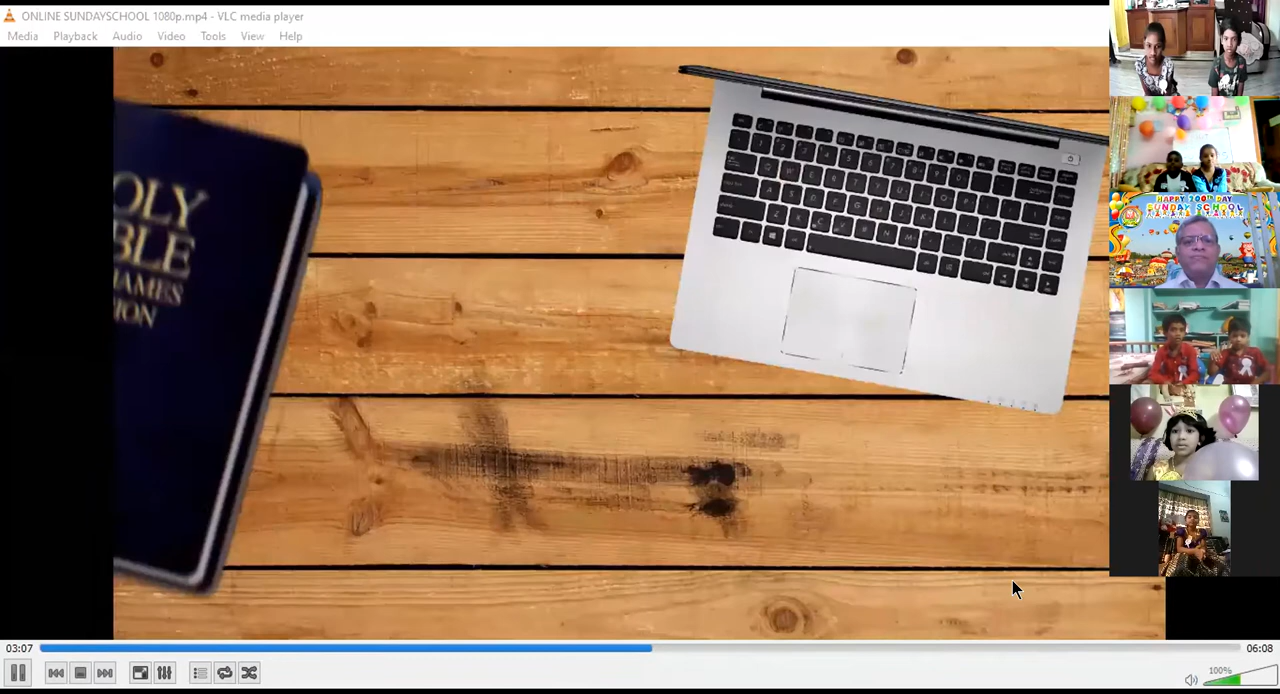 ONLINE SUNDAYSCHOOL 1080p.mp4 - VLC media player
Media Playback Audio Video Tools View Help
OLY
BLE
JAMES
ION
HAPPY 200th DAY
SUNDAY SCHOOL
03:07
06:08
100%